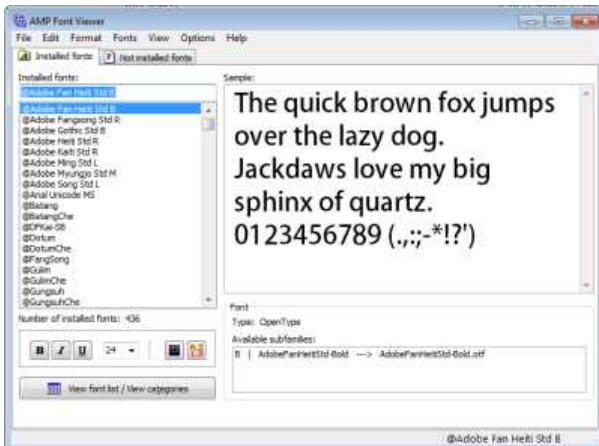 AMP Font Viewer
File Edit Format Fonts View Options Help
Installed fonts Not installed fonts
Installed fonts:
@Adobe Fan Heiti Std B
@Adobe Fan Heiti Std B
@Adobe Fangsong Std R
@Adobe Gothic Std B
@Adobe Heiti Std R
@Adobe Kaiti Std R
@Adobe Ming Std L
@Adobe Myungjo Std M
@Adobe Song Std L
@Arial Unicode MS
@Batang
@BatangChe
@DFKai-SB
@Dotum
@DotumChe
@FangSong
@Gulim
@GulimChe
@Gungsuh
@GungsuhChe
Number of installed fonts: 436
B I U 24
View font list / View categories
Sample:
The quick brown fox jumps
over the lazy dog.
Jackdaws love my big
sphinx of quartz.
0123456789 (.,:;-*!?')
Font
Type: OpenType
Available subfamilies:
B | AdobeFanHeitiStd-Bold ---> AdobeFanHeitiStd-Bold.otf
@Adobe Fan Heiti Std B